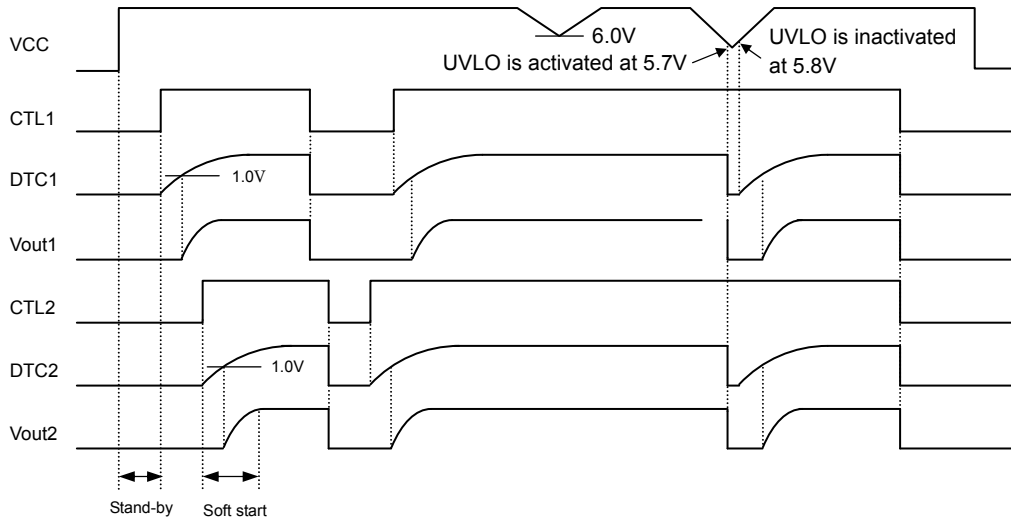 VCC
6.0V
UVLO is activated at 5.7V
UVLO is inactivated
at 5.8V
CTL1
DTC1
1.0V
Vout1
CTL2
DTC2
1.0V
Vout2
Stand-by
Soft start